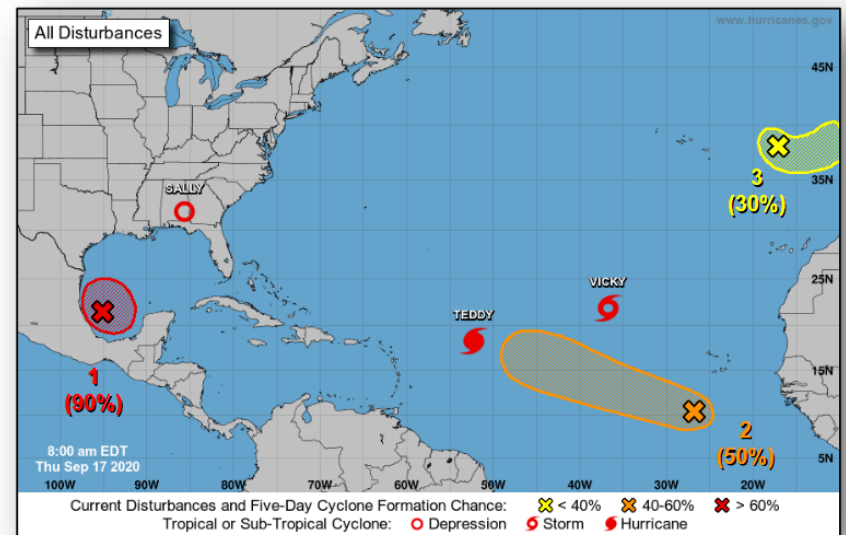 All Disturbances
www.hurricanes.gov
45N
35N
25N
15N
5N
SALLY
TEDDY
VICKY
3
(30%)
1
(90%)
2
(50%)
8:00 am EDT
Thu Sep 17 2020
100W 90W 80W 70W 60W 50W 40W 30W 20W
Current Disturbances and Five-Day Cyclone Formation Chance: < 40% 40-60% > 60%
Tropical or Sub-Tropical Cyclone: Depression Storm Hurricane